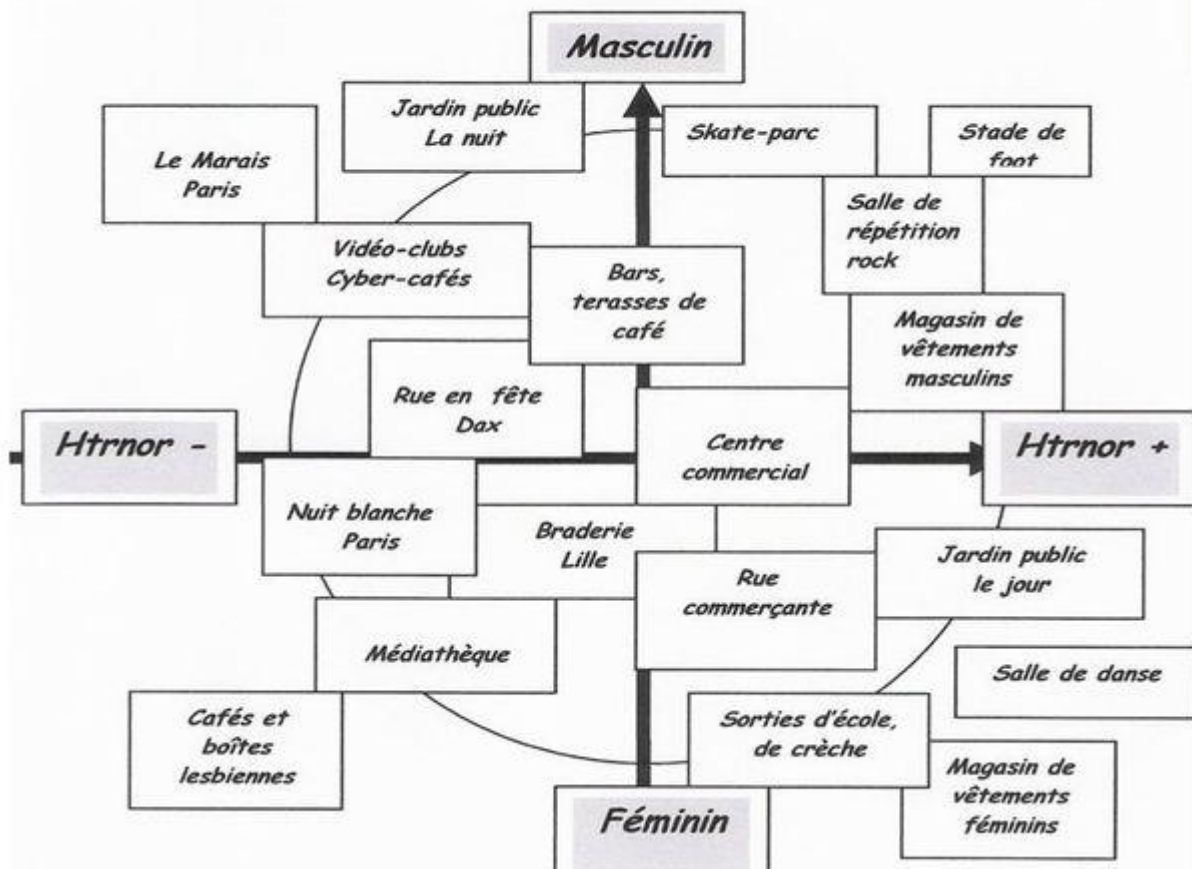 Masculin
Jardin public
La nuit
Skate-parc
Stade de
foot
Le Marais
Paris
Salle de
répétition
rock
Vidéo-clubs
Cyber-cafés
Bars,
terasses de
café
Magasin de
vêtements
masculins
Rue en fête
Dax
Htrnor -
Centre
commercial
Htrnor +
Nuit blanche
Paris
Braderie
Lille
Jardin public
le jour
Rue
commerçante
Médiathèque
Salle de danse
Cafés et
boîtes
lesbiennes
Sorties d'école,
de crèche
Magasin de
vêtements
féminins
Féminin